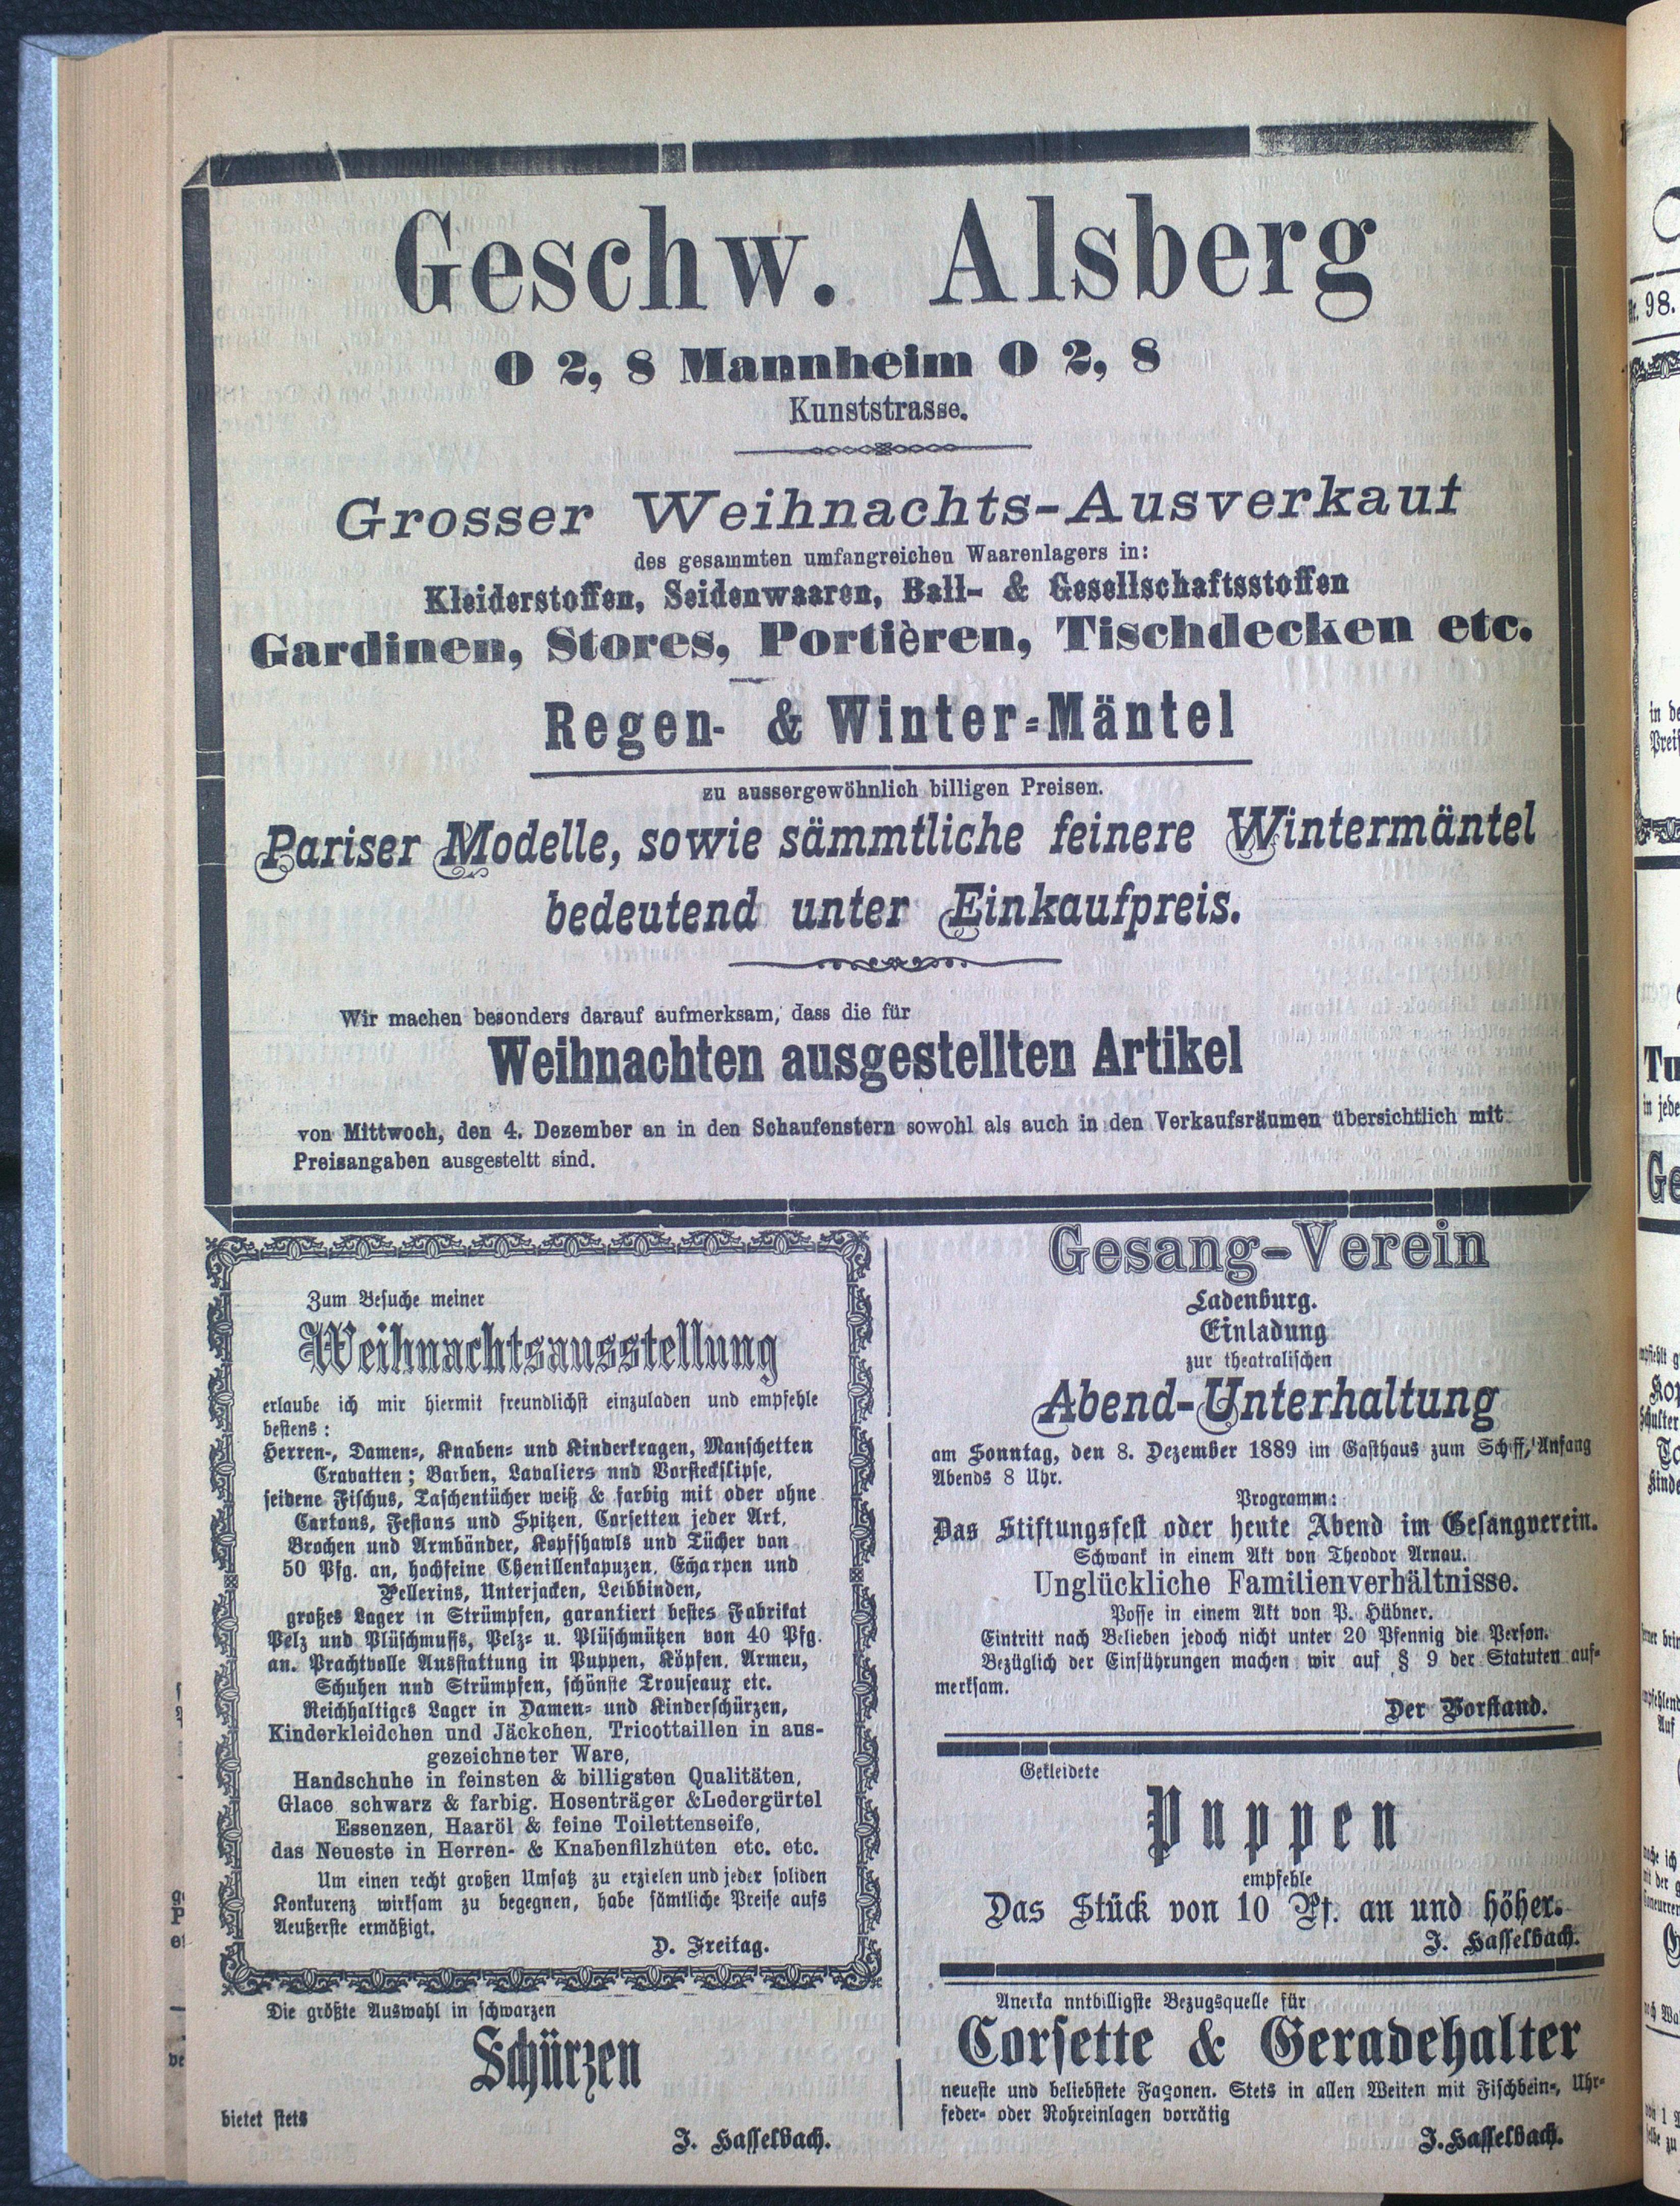 Geschw. Alsberg
O 2, 8 Mannheim O 2, 8
Kunststrasse.
Grosser Weihnachts-Ausverkaut
des gesammten umfangreichen Waarenlagers in:
Kleiderstoffen, Seidenwaaren, Ball- & Gesellschaftsstoffen
Gardinen, Stores, Portièren, Tischdecken etc.
Regen- & Winter-Mäntel
zu aussergewöhnlich billigen Preisen.
Pariser Modelle, sowie sämmtliche feinere Wintermäntel
bedeutend unter Einkaufpreis.
Wir machen besonders darauf aufmerksam, dass die für
Weihnachten ausgestellten Artikel
von Mittwoch, den 4. Dezember an in den Schaufenstern sowohl als auch in den Verkaufsräumen übersichtlich mit
Preisangaben ausgesteltt sind.
Zum Besuche meiner
Weihnachtsausstellung
erlaube ich mir hiermit freundlichst einzuladen und empfehle
bestens :
Herren-, Damen-, Knaben- und Kinderkragen, Manschetten
Cravatten; Barben, Lavaliers nnd Vorsteckslipse,
seidene Fischus, Taschentücher weiß & farbig mit oder ohne
Cartons, Festons und Spitzen, Corsetten jeder Art,
Brochen und Armbänder, Kopfshawls und Tücher von
50 Pfg. an, hochfeine Chenillenkapuzen, Echarpen und
Pellerins, Unterjacken, Leibbinden,
großes Lager in Strümpfen, garantiert bestes Fabrikat
Pelz und Plüschmuffs, Pelz- u. Plüschmützen von 40 Pfg.
an. Prachtvolle Ausstattung in Puppen, Köpfen, Armen,
Schuhen nnd Strümpfen, schönste Trouseaux etc.
Reichhaltiges Lager in Damen- und Kinderschürzen,
Kinderkleidchen und Jäckchen, Tricottaillen in aus-
gezeichneter Ware,
Handschuhe in feinsten & billigsten Qualitäten,
Glace schwarz & farbig. Hosenträger &Ledergürtel
Essenzen, Haaröl & feine Toilettenseife,
das Neueste in Herren- & Knabenfilzhüten etc. etc.
Um einen recht großen Umsatz zu erzielen und jeder soliden
Konkurenz wirksam zu begegnen, habe sämtliche Preise aufs
Aeußerste ermäßigt.
D. Freitag.
Die größte Auswahl in schwarzen
Schürzen
bietet stets
J. Hasselbach.
Gesang-Verein
Ladenburg.
Einladung
zur theatralischen
Abend-Unterhaltung
am Sonntag, den 8. Dezember 1889 im Gasthaus zum Schiff, Anfang
Abends 8 Uhr.
Programm:
Das Stiftungsfest oder heute Abend im Gesangverein.
Schwank in einem Akt von Theodor Arnau.
Unglückliche Familienverhältnisse.
Posse in einem Akt von P. Hübner.
Eintritt nach Belieben jedoch nicht unter 20 Pfennig die Person.
Bezüglich der Einführungen machen wir auf § 9 der Statuten auf-
merksam.
Der Vorstand.
Gekleidete
Puppen
empfehle
Das Stück von 10 Pf. an und höher.
J. Hasselbach.
Anerka nntbilligste Bezugsquelle für
Corsette & Geradehalter
neueste und beliebstete Façonen. Stets in allen Weiten mit Fischbein-, Uhr-
feder- oder Rohreinlagen vorrätig
J. Hasselbach.
98.